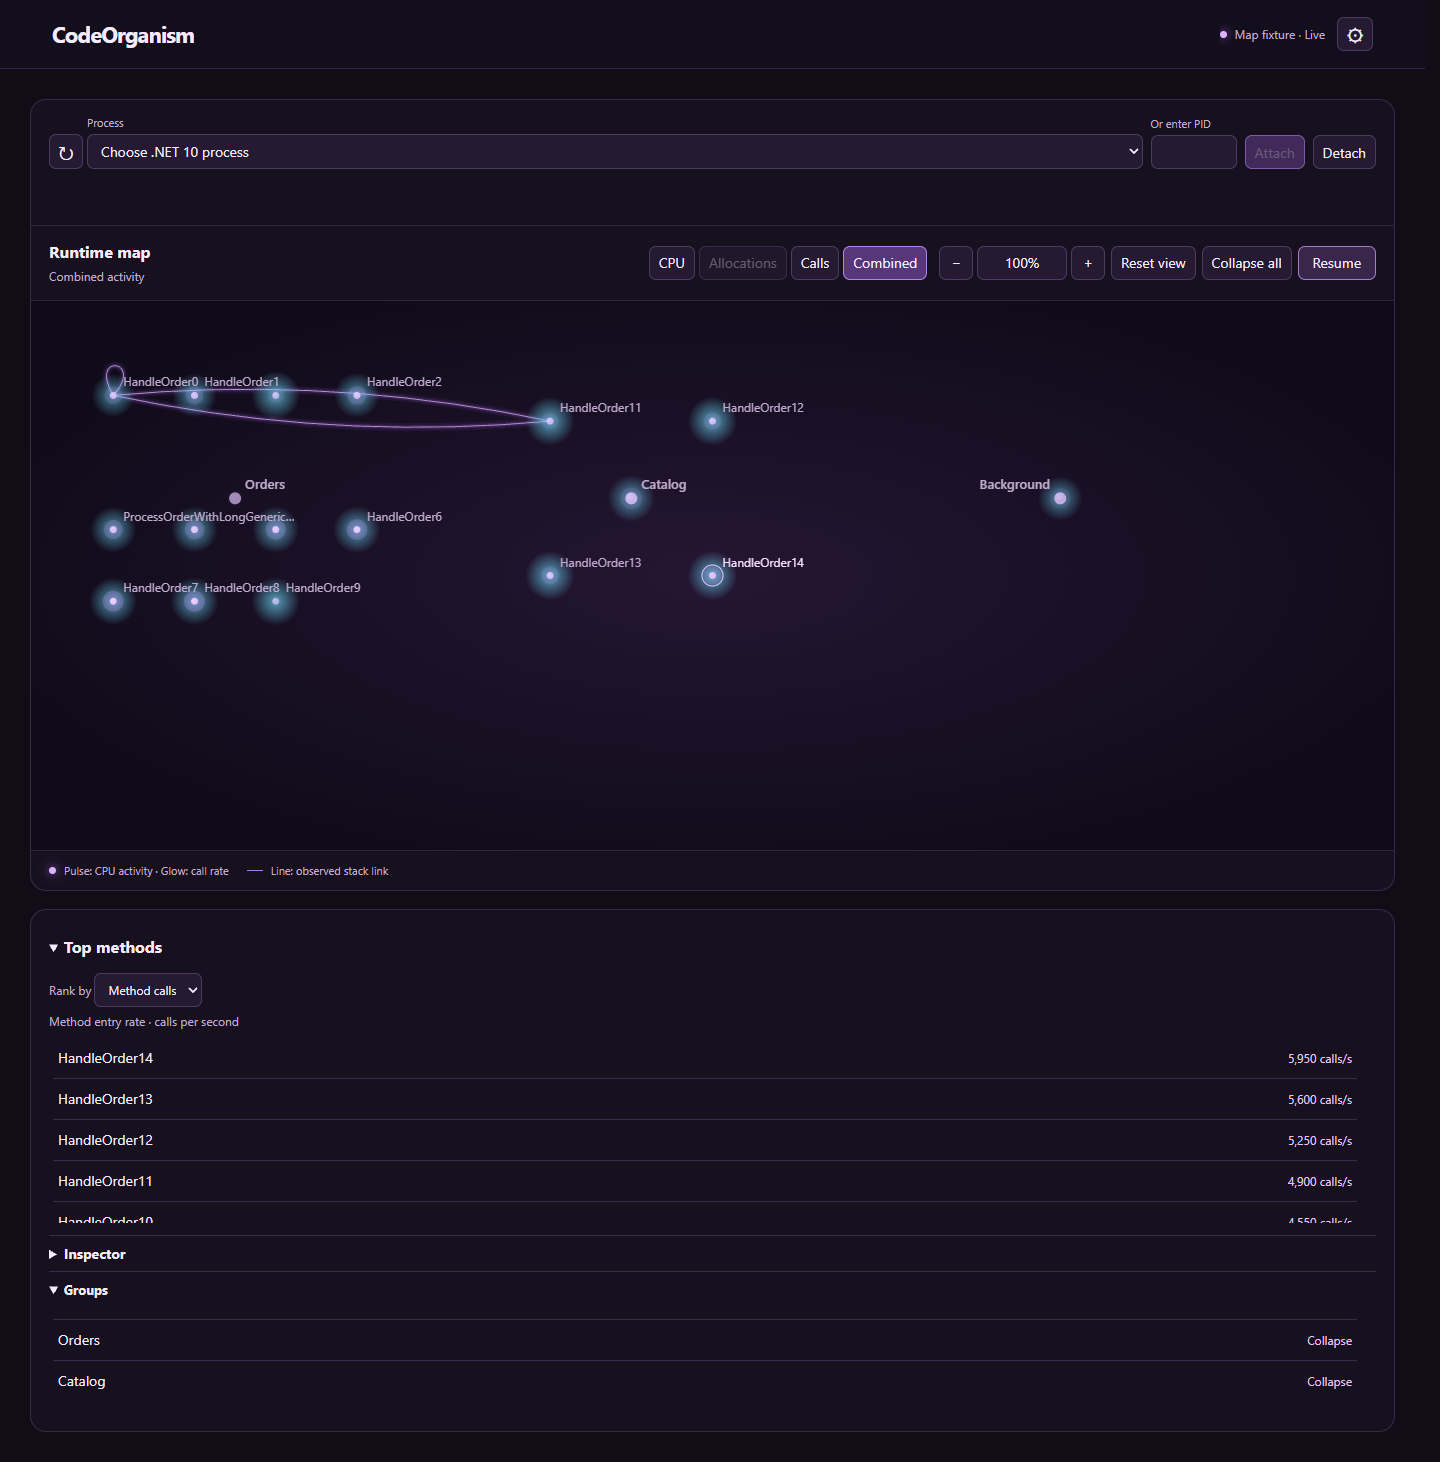 CodeOrganism
Map fixture · Live
Process
Or enter PID
Choose .NET 10 process
Attach
Detach
Runtime map
Combined activity
CPU
Allocations
Calls
Combined
−
100%
+
Reset view
Collapse all
Resume
HandleOrder0
HandleOrder1
HandleOrder2
HandleOrder11
HandleOrder12
Orders
Catalog
Background
ProcessOrderWithLongGeneric...
HandleOrder6
HandleOrder13
HandleOrder14
HandleOrder7
HandleOrder8
HandleOrder9
Pulse: CPU activity · Glow: call rate
Line: observed stack link
Top methods
Rank by
Method calls
Method entry rate · calls per second
HandleOrder14 5,950 calls/s
HandleOrder13 5,600 calls/s
HandleOrder12 5,250 calls/s
HandleOrder11 4,900 calls/s
HandleOrder10 4,550 calls/s
Inspector
Groups
Orders Collapse
Catalog Collapse